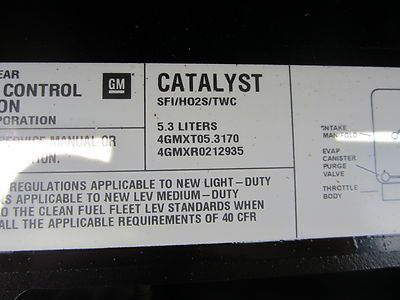 EAR
CONTROL
ION
PORATION
GM
CATALYST
SFI/HO2S/TWC
5.3 LITERS
4GMXT05.3170
4GMXR0212935
SERVICE MANUAL OR
TION.
REGULATIONS APPLICABLE TO NEW LIGHT-DUTY
S APPLICABLE TO NEW LEV MEDIUM-DUTY
O THE CLEAN FUEL FLEET LEV STANDARDS WHEN
ALL THE APPLICABLE REQUIREMENTS OF 40 CFR
INTAKE
MANIFOLD
EVAP
CANISTER
PURGE
VALVE
THROTTLE
BODY